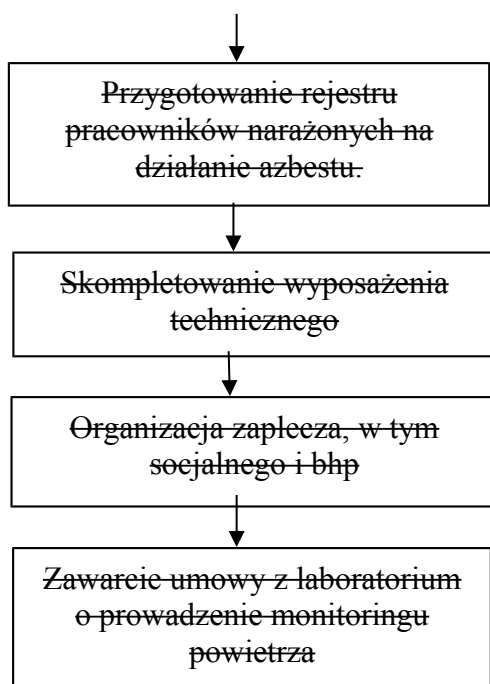 Przygotowanie rejestru
pracowników narażonych na
działanie azbestu.
Skompletowanie wyposażenia
technicznego
Organizacja zaplecza, w tym
socjalnego i bhp
Zawarcie umowy z laboratorium
o prowadzenie monitoringu
powietrza